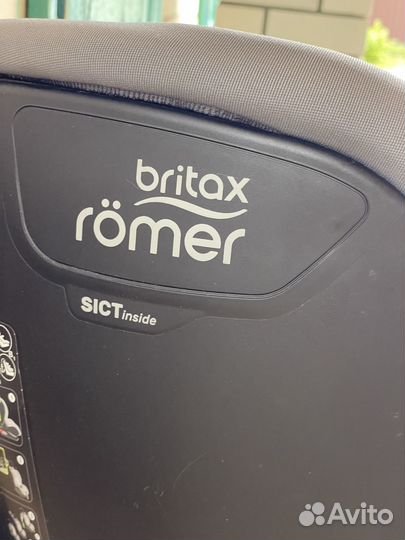 britax
römer
SICT inside
Avito